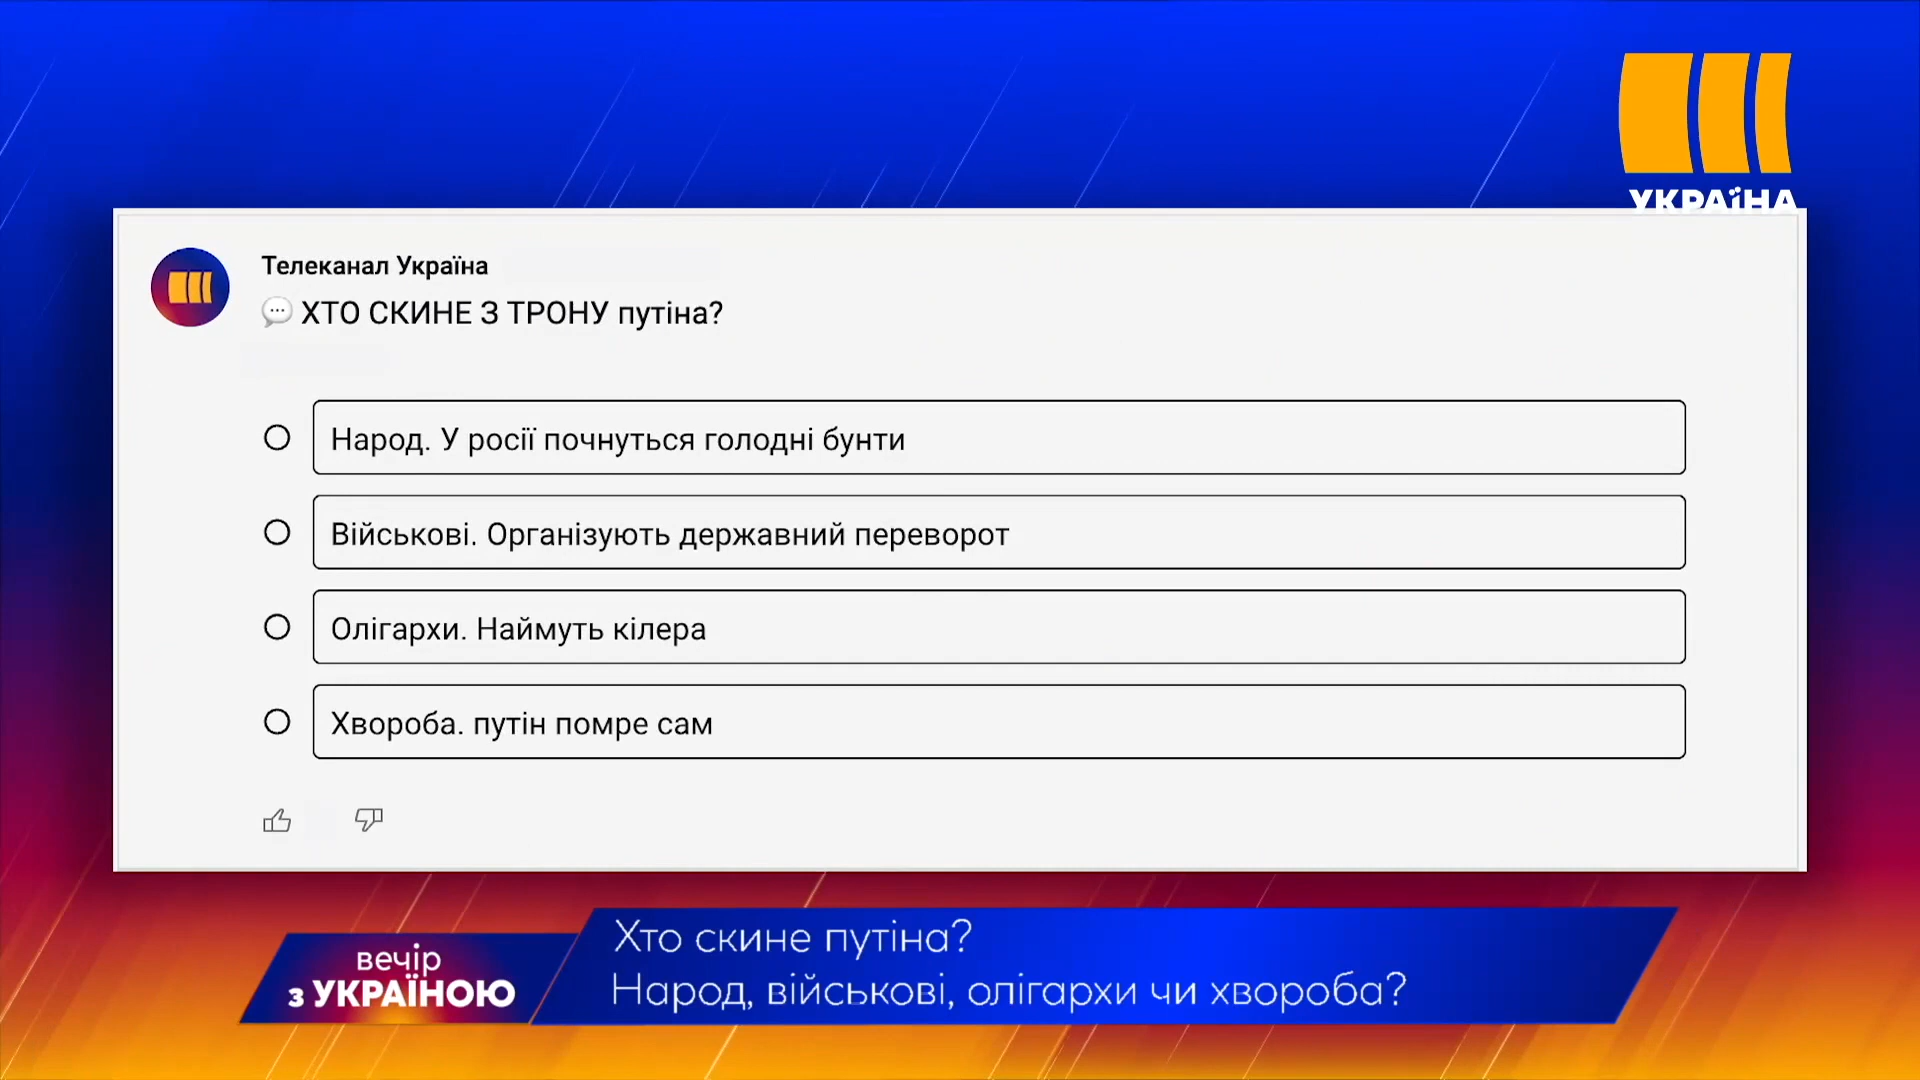 УКРАЇНА
Телеканал Україна
ХТО СКИНЕ З ТРОНУ путіна?
Народ. У росії почнуться голодні бунти
Військові. Організують державний переворот
Олігархи. Наймуть кілера
Хвороба. путін помре сам
вечір
з УКРАЇНОЮ
Хто скине путіна?
Народ, військові, олігархи чи хвороба?